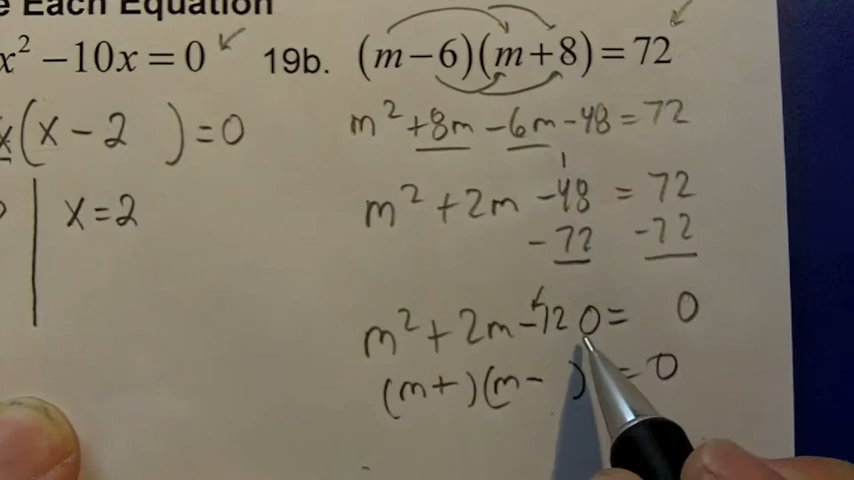 Each Equation
x² − 10x = 0
x(x − 2 ) = 0
x = 2
19b. (m − 6)(m + 8) = 72
m² + 8m − 6m − 48 = 72
m² + 2m − 48 = 72
− 72 − 72
m² + 2m − 120 = 0
(m + )(m − ) = 0